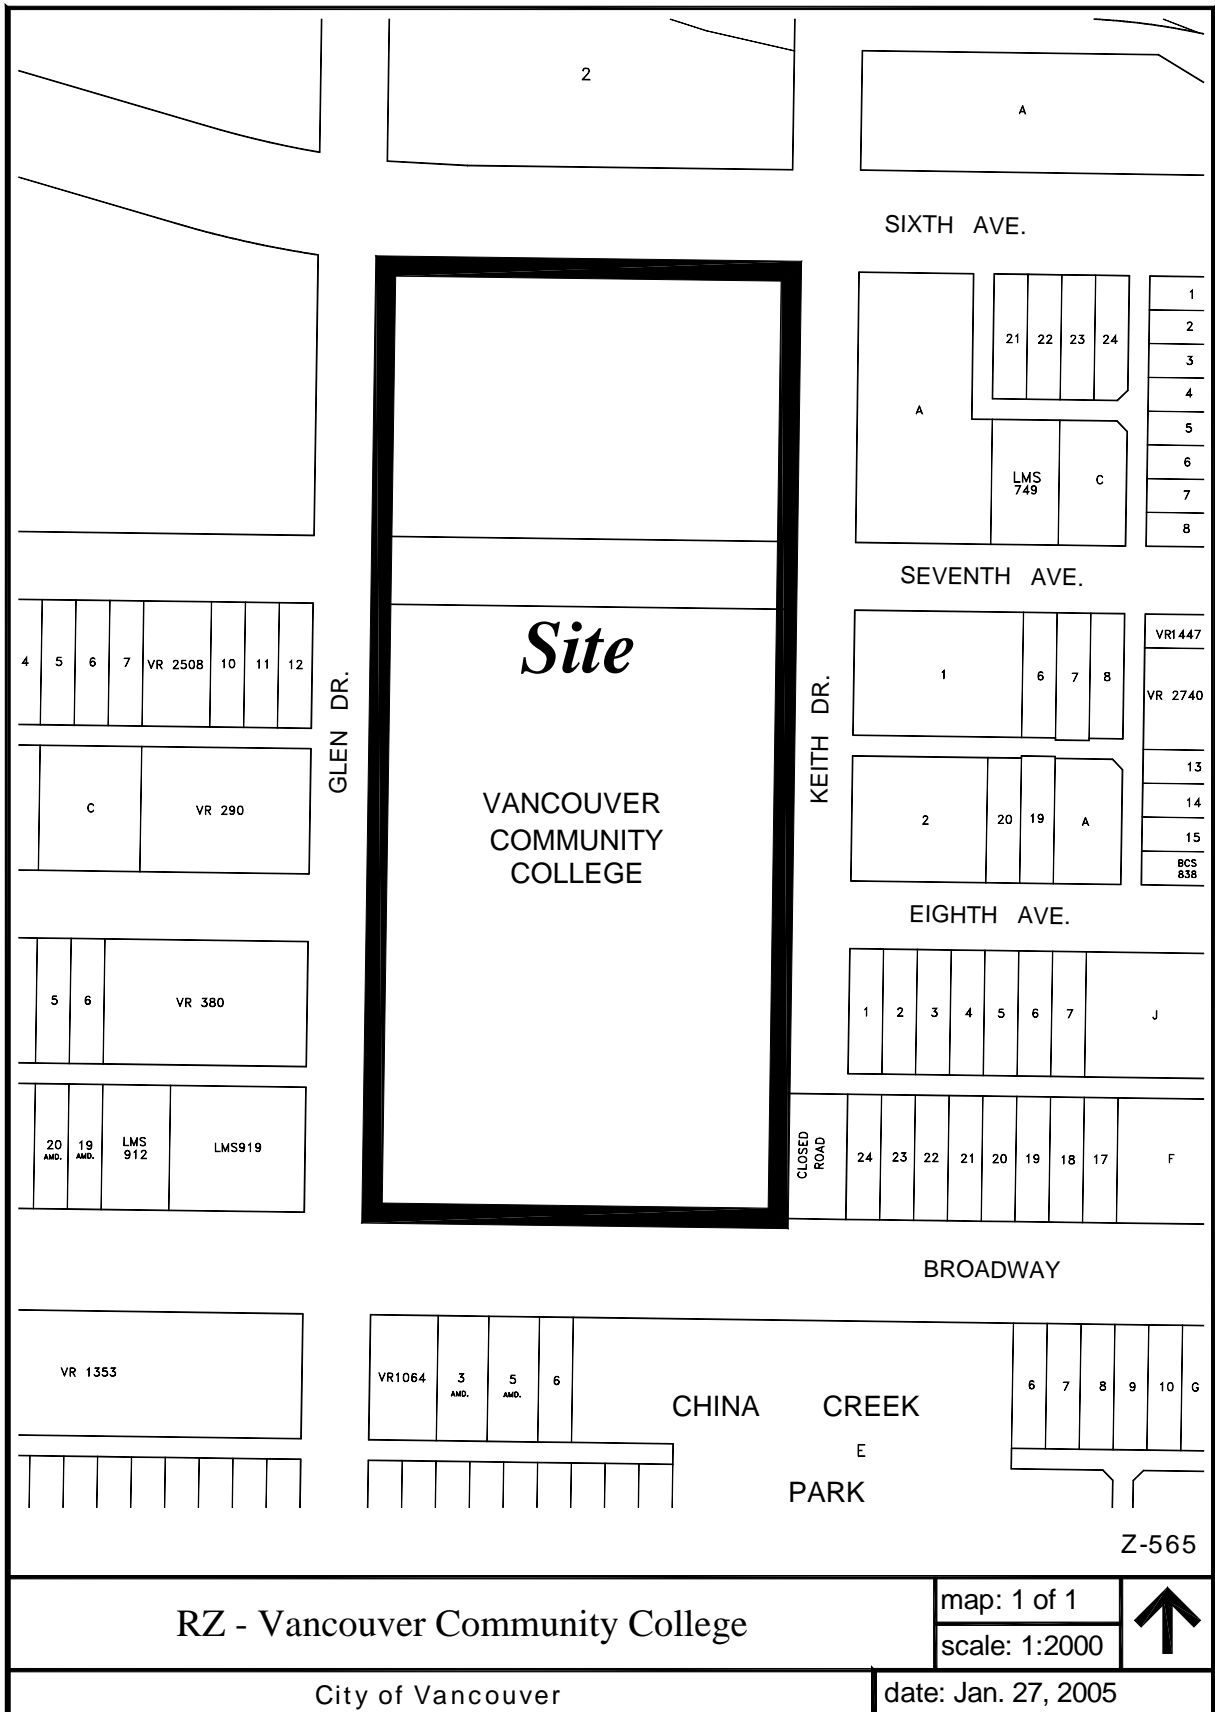 2
A
SIXTH AVE.
21 22 23 24
1
2
3
4
5
6
7
8
A
LMS
749
C
SEVENTH AVE.
Site
4 5 6 7 VR 2508 10 11 12
GLEN DR.
KEITH DR.
1 6 7 8
VR1447
VR 2740
13
14
15
BCS
838
C VR 290
VANCOUVER
COMMUNITY
COLLEGE
2 20 19 A
EIGHTH AVE.
5 6 VR 380
1 2 3 4 5 6 7 J
20
AMD.
19
AMD.
LMS
912
LMS919
CLOSED
ROAD
24 23 22 21 20 19 18 17 F
BROADWAY
VR 1353
VR1064
3
AMD.
5
AMD.
6
CHINA CREEK
E
PARK
6 7 8 9 10 G
Z-565
RZ - Vancouver Community College
map: 1 of 1
scale: 1:2000
City of Vancouver
date: Jan. 27, 2005